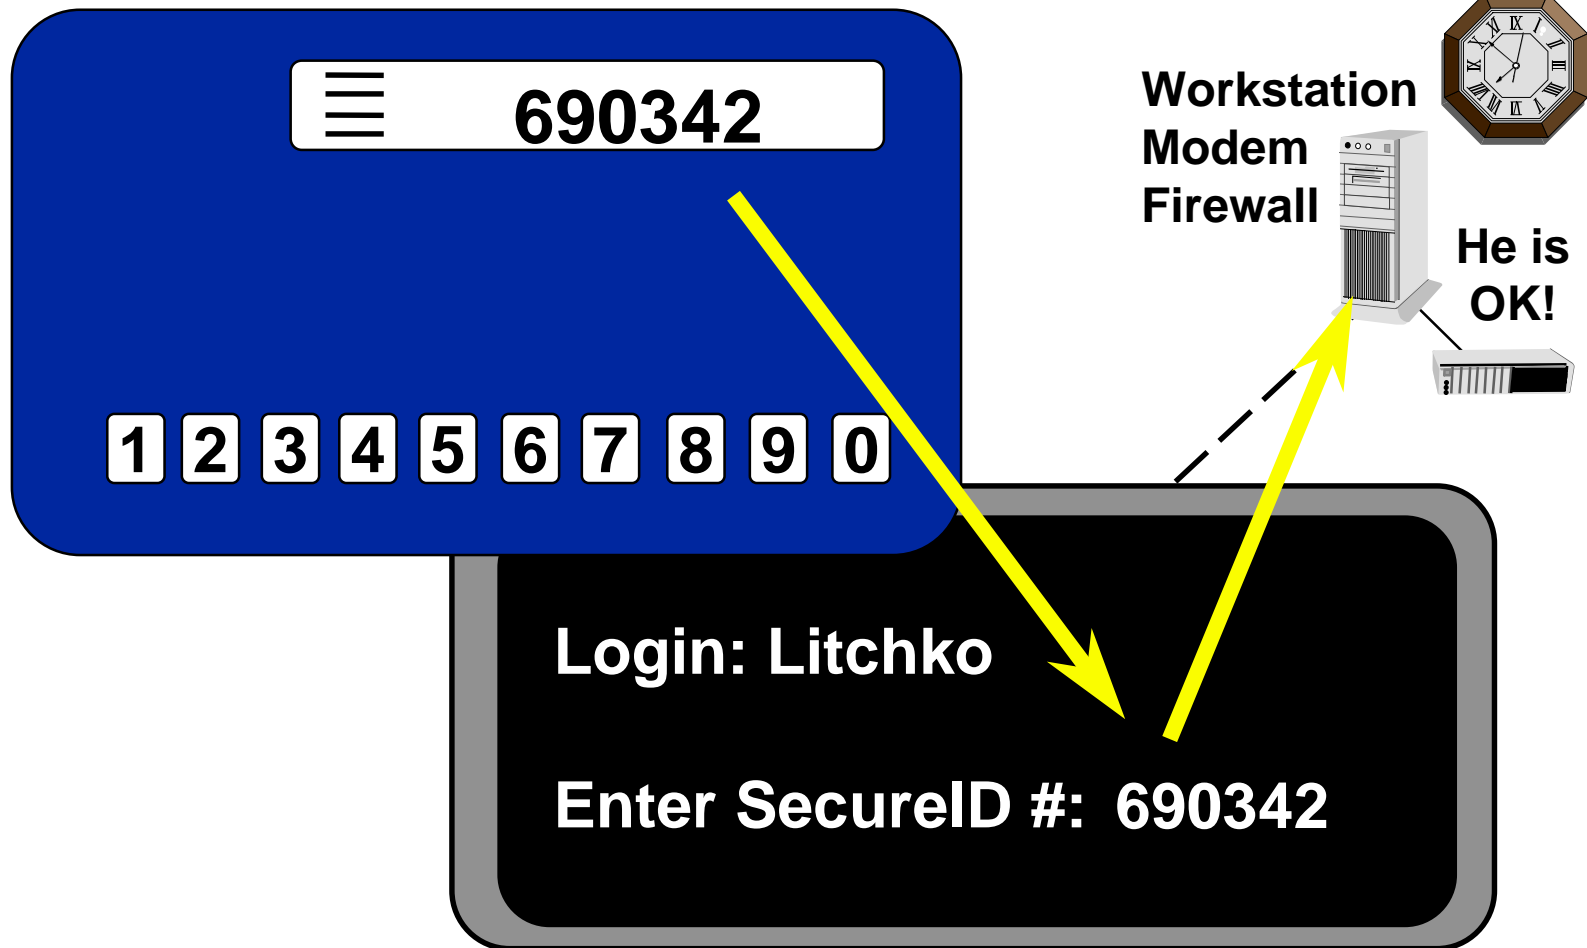 690342
1 2 3 4 5 6 7 8 9 0
Workstation
Modem
Firewall
He is
OK!
Login: Litchko
Enter SecureID #: 690342